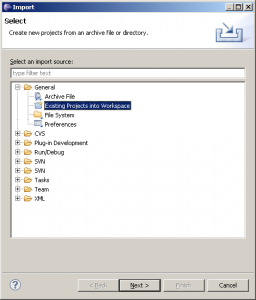 Import
Select
Create new projects from an archive file or directory.
Select an import source:
type filter text
General
Archive File
Existing Projects into Workspace
File System
Preferences
CVS
Plug-in Development
Run/Debug
SVN
SVN
Tasks
Team
XML
?
< Back
Next >
Finish
Cancel